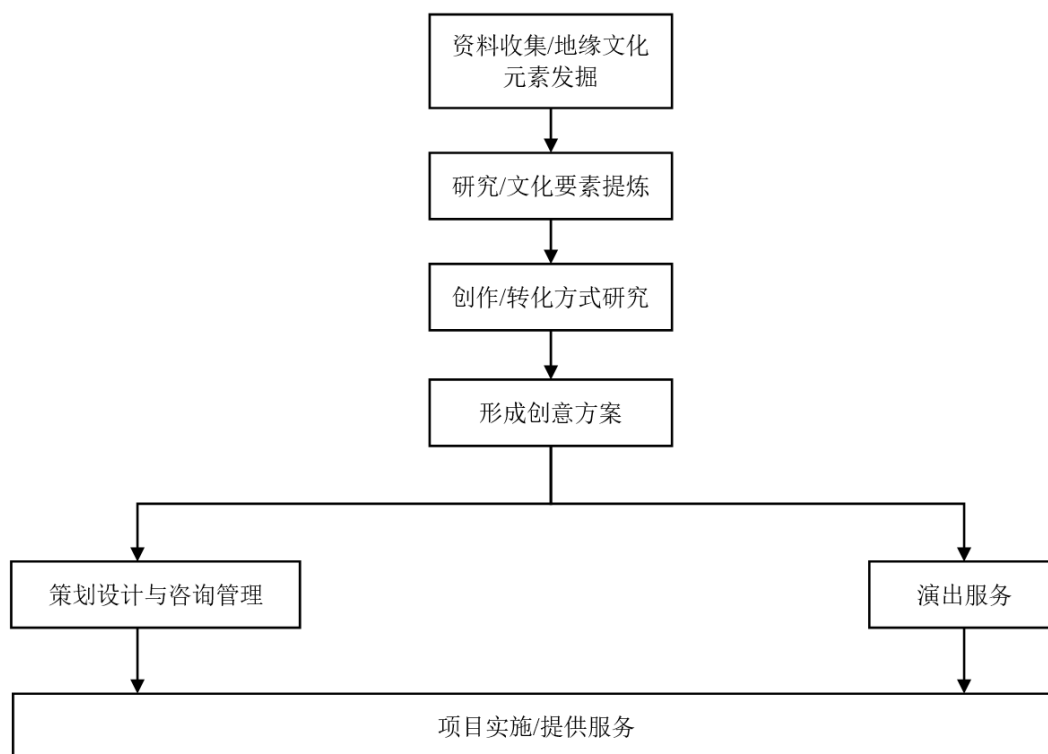 资料收集/地缘文化
元素发掘
研究/文化要素提炼
创作/转化方式研究
形成创意方案
策划设计与咨询管理
演出服务
项目实施/提供服务